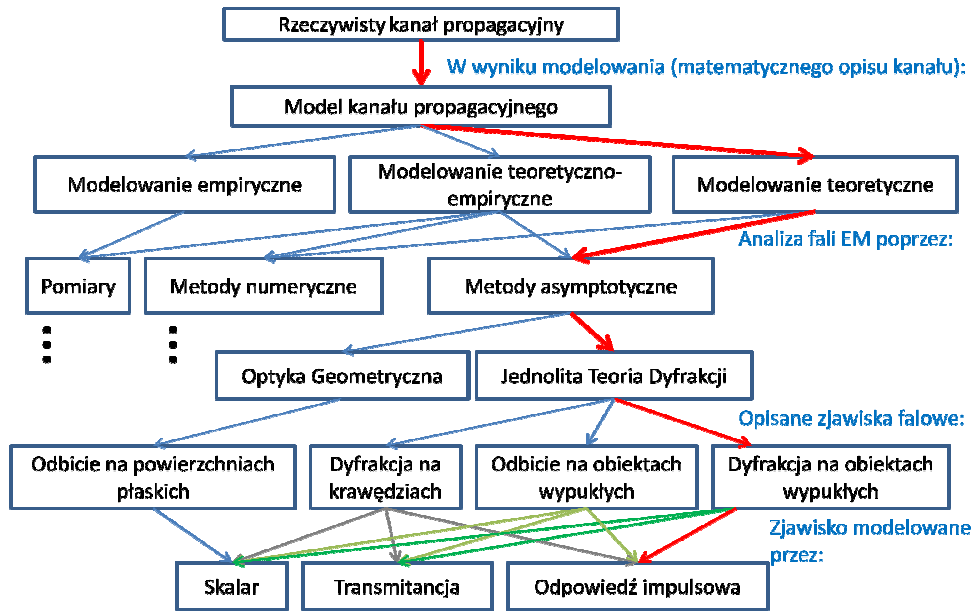 Rzeczywisty kanał propagacyjny
W wyniku modelowania (matematycznego opisu kanału):
Model kanału propagacyjnego
Modelowanie empiryczne
Modelowanie teoretyczno-
empiryczne
Modelowanie teoretyczne
Analiza fali EM poprzez:
Pomiary
Metody numeryczne
Metody asymptotyczne
Optyka Geometryczna
Jednolita Teoria Dyfrakcji
Opisane zjawiska falowe:
Odbicie na powierzchniach
płaskich
Dyfrakcja na
krawędziach
Odbicie na obiektach
wypukłych
Dyfrakcja na obiektach
wypukłych
Zjawisko modelowane
przez:
Skalar
Transmitancja
Odpowiedź impulsowa